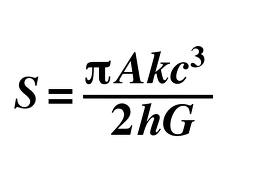 S = πAkc³ / 2hG